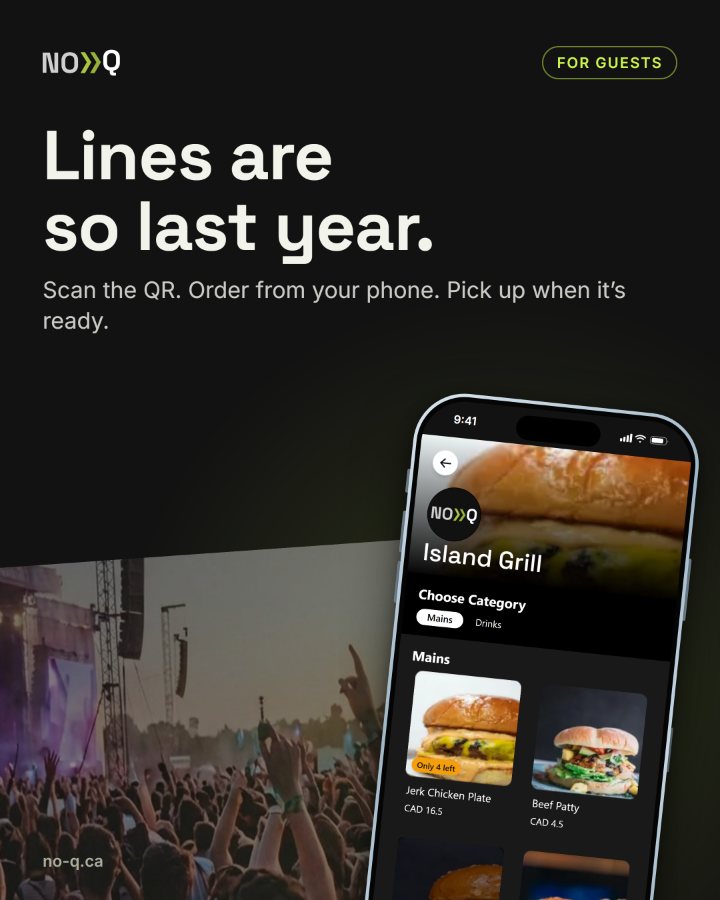 NO»Q
FOR GUESTS
Lines are
so last year.
Scan the QR. Order from your phone. Pick up when it’s
ready.
9:41
NO»Q
Island Grill
Choose Category
Mains
Drinks
Mains
Only 4 left
Jerk Chicken Plate
CAD 16.5
Beef Patty
CAD 4.5
no-q.ca